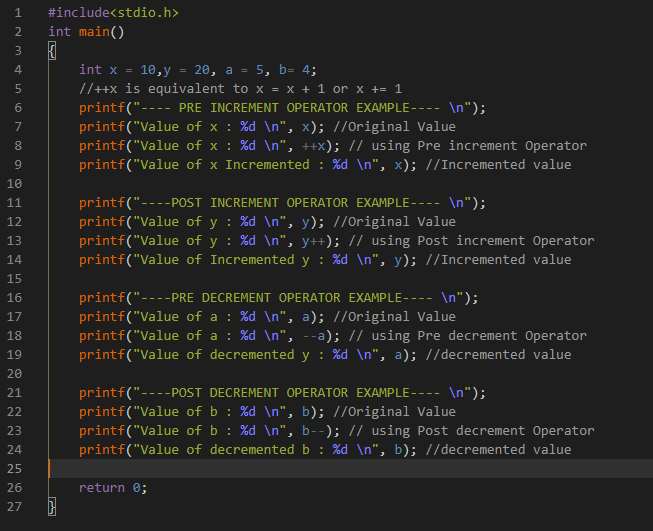 1 #include<stdio.h>
2 int main()
3 {
4 int x = 10,y = 20, a = 5, b= 4;
5 //++x is equivalent to x = x + 1 or x += 1
6 printf("---- PRE INCREMENT OPERATOR EXAMPLE---- \n");
7 printf("Value of x : %d \n", x); //Original Value
8 printf("Value of x : %d \n", ++x); // using Pre increment Operator
9 printf("Value of x Incremented : %d \n", x); //Incremented value
10
11 printf("----POST INCREMENT OPERATOR EXAMPLE---- \n");
12 printf("Value of y : %d \n", y); //Original Value
13 printf("Value of y : %d \n", y++); // using Post increment Operator
14 printf("Value of Incremented y : %d \n", y); //Incremented value
15
16 printf("----PRE DECREMENT OPERATOR EXAMPLE---- \n");
17 printf("Value of a : %d \n", a); //Original Value
18 printf("Value of a : %d \n", --a); // using Pre decrement Operator
19 printf("Value of decremented y : %d \n", a); //decremented value
20
21 printf("----POST DECREMENT OPERATOR EXAMPLE---- \n");
22 printf("Value of b : %d \n", b); //Original Value
23 printf("Value of b : %d \n", b--); // using Post decrement Operator
24 printf("Value of decremented b : %d \n", b); //decremented value
25
26 return 0;
27 }